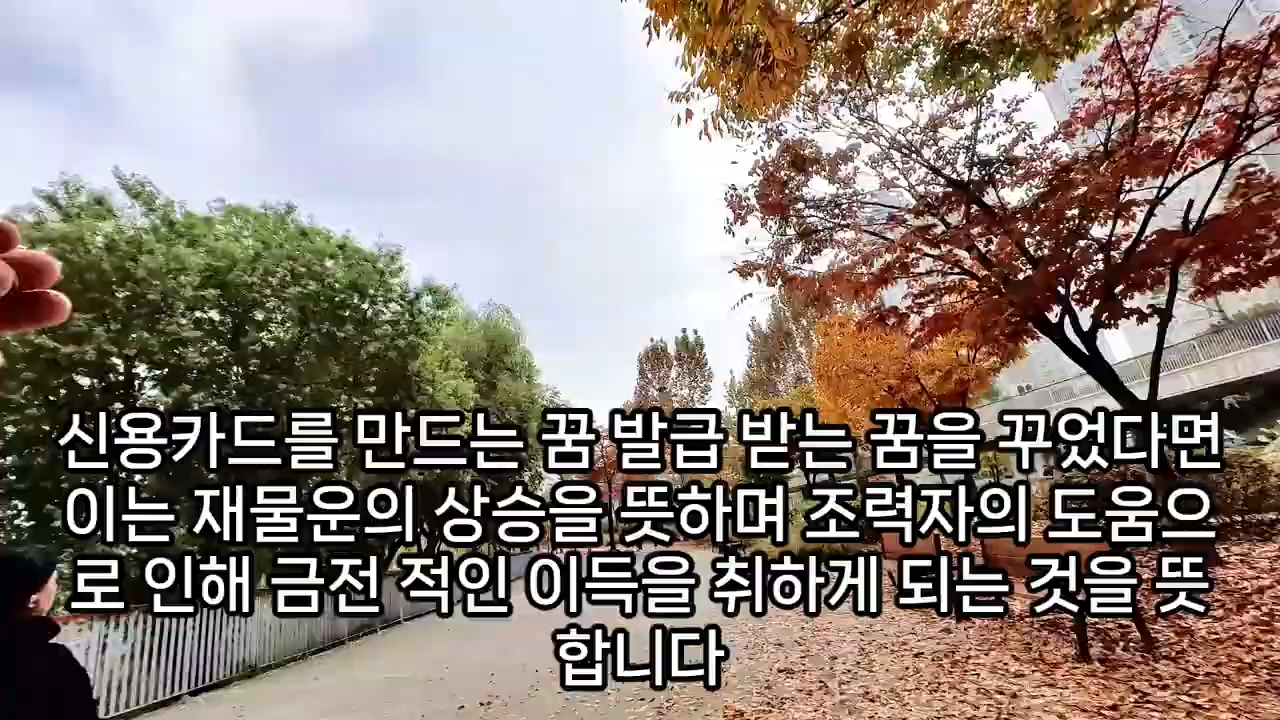 신용카드를 만드는 꿈 발급 받는 꿈을 꾸었다면
이는 재물운의 상승을 뜻하며 조력자의 도움으
로 인해 금전 적인 이득을 취하게 되는 것을 뜻
합니다